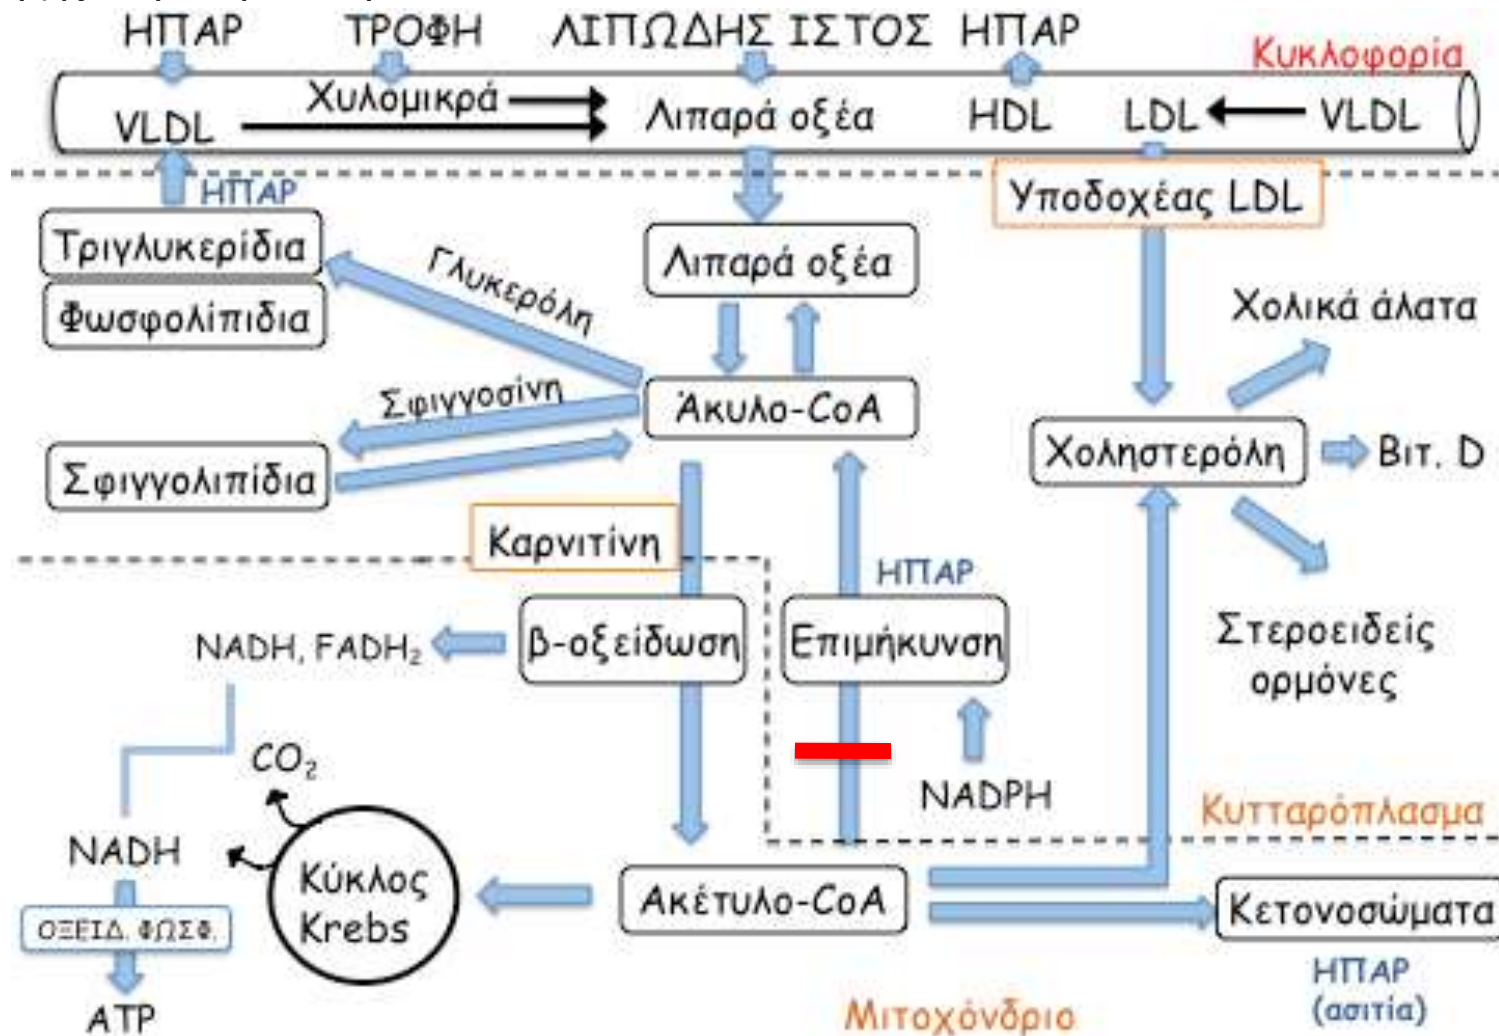 ΗΠΑΡ ΤΡΟΦΗ ΛΙΠΩΔΗΣ ΙΣΤΟΣ ΗΠΑΡ
Κυκλοφορία
Χυλομικρά
VLDL Λιπαρά οξέα HDL LDL VLDL
ΗΠΑΡ
Υποδοχέας LDL
Τριγλυκερίδια
Γλυκερόλη
Λιπαρά οξέα
Φωσφολίπιδια
Χολικά άλατα
Σφιγγοσίνη
Άκυλο-CoA
Σφιγγολιπίδια
Χοληστερόλη
Βιτ. D
Καρνιτίνη
ΗΠΑΡ
NADH, FADH₂
β-οξείδωση
Επιμήκυνση
Στεροειδείς
ορμόνες
CO₂
NADPH
Κυτταρόπλασμα
NADH
Κύκλος
Krebs
Ακέτυλο-CoA
Κετονοσώματα
ΟΞΕΙΔ. ΦΩΣΦ.
ΗΠΑΡ
(ασιτία)
ATP
Μιτοχόνδριο